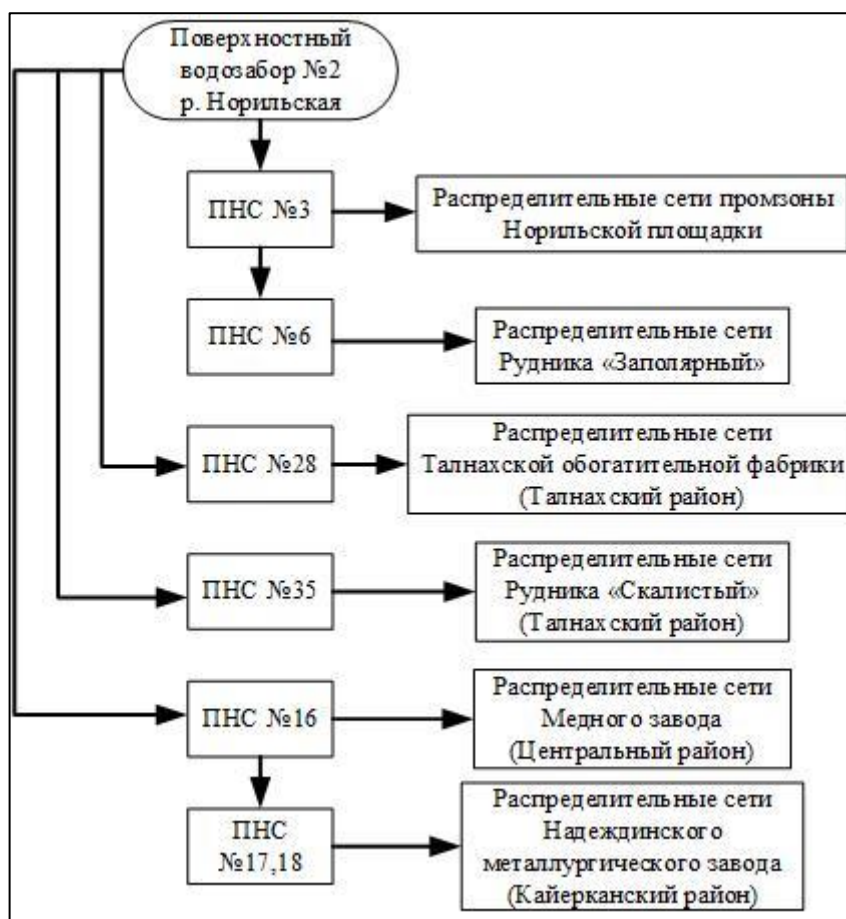 Поверхностный
водозабор №2
р. Норильская
ПНС №3
Распределительные сети промзоны
Норильской площадки
ПНС №6
Распределительные сети
Рудника «Заполярный»
ПНС №28
Распределительные сети
Талнахской обогатительной фабрики
(Талнахский район)
ПНС №35
Распределительные сети
Рудника «Скалистый»
(Талнахский район)
ПНС №16
Распределительные сети
Медного завода
(Центральный район)
ПНС
№17,18
Распределительные сети
Надеждинского
металлургического завода
(Кайерканский район)